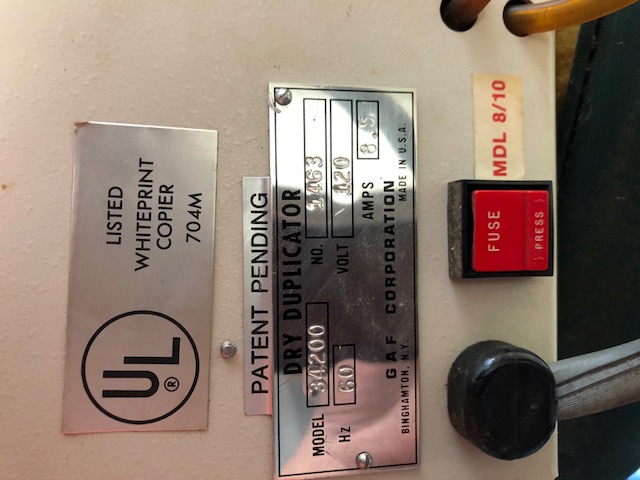 LISTED
WHITEPRINT
COPIER
704M
UL
®
PATENT PENDING
DRY DUPLICATOR
MODEL 34200 NO. 1463
Hz 60 VOLT 120 AMPS 8.5
GAF CORPORATION
BINGHAMTON, N.Y. MADE IN U.S.A.
MDL 8/10
FUSE
PRESS